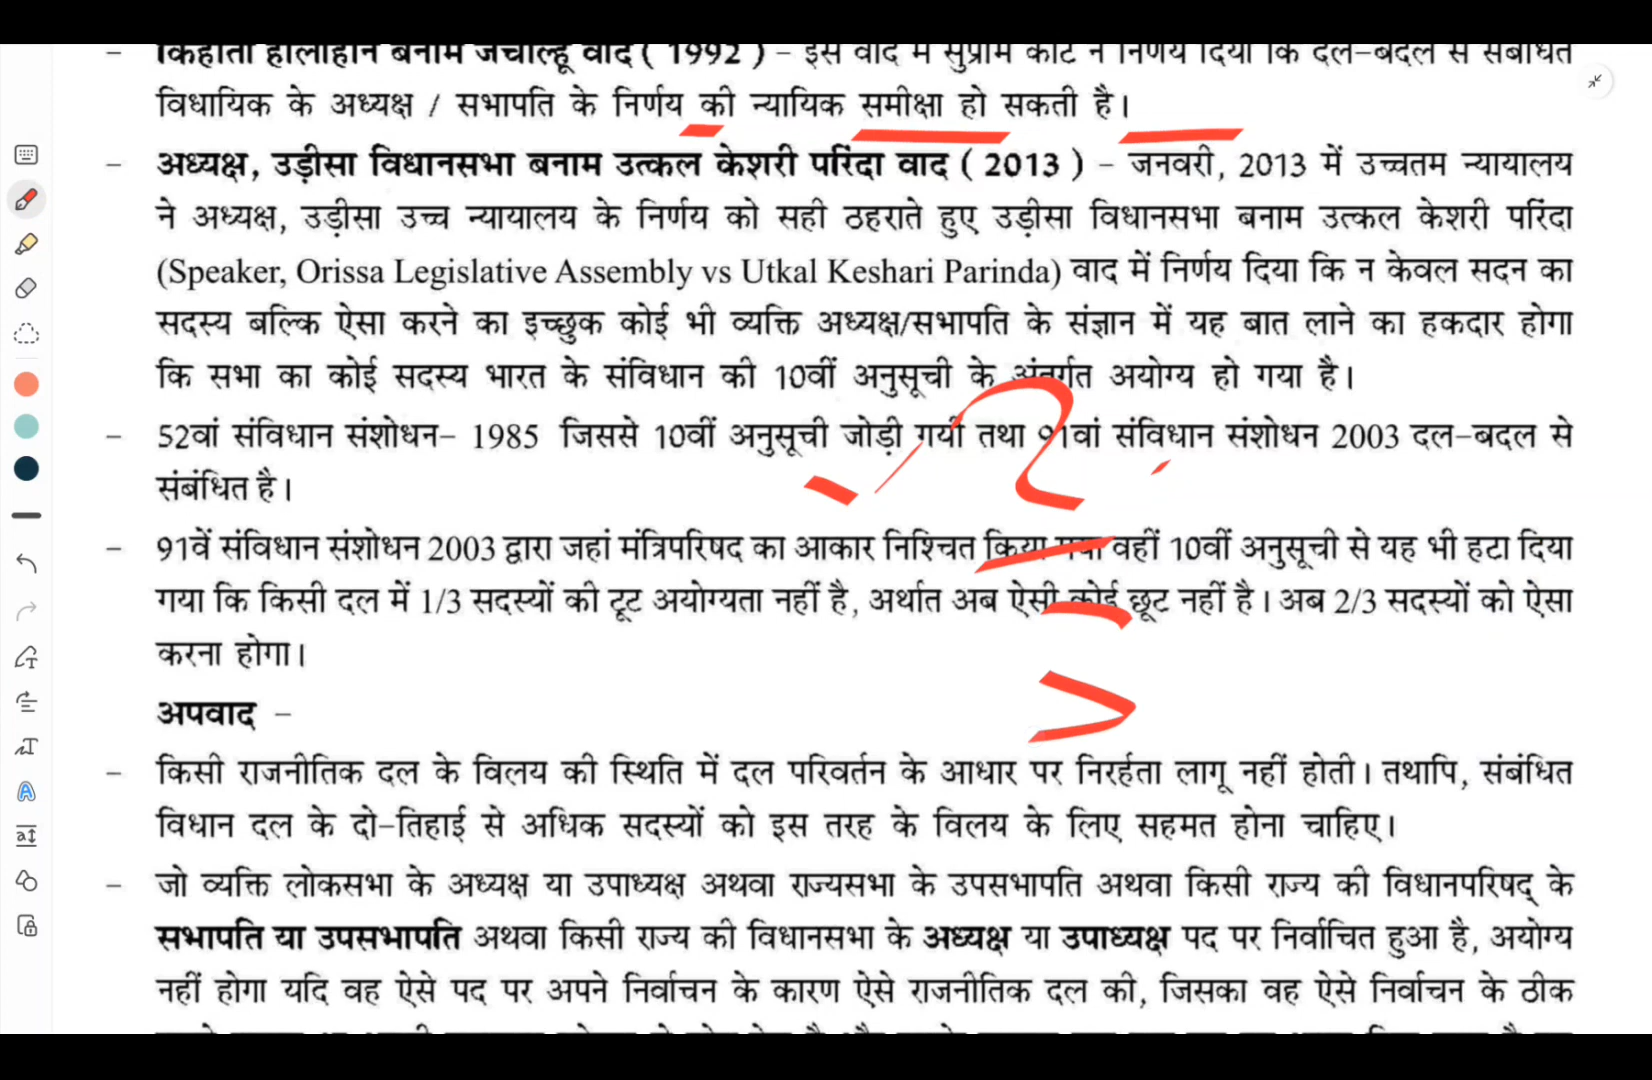 – किहोतो होलोहोन बनाम जचील्हू वाद ( 1992 ) – इस वाद में सुप्रीम कोर्ट ने निर्णय दिया कि दल-बदल से संबंधित
विधायिक के अध्यक्ष / सभापति के निर्णय की न्यायिक समीक्षा हो सकती है।
– अध्यक्ष, उड़ीसा विधानसभा बनाम उत्कल केशरी परिंदा वाद ( 2013 ) – जनवरी, 2013 में उच्चतम न्यायालय
ने अध्यक्ष, उड़ीसा उच्च न्यायालय के निर्णय को सही ठहराते हुए उड़ीसा विधानसभा बनाम उत्कल केशरी परिंदा
(Speaker, Orissa Legislative Assembly vs Utkal Keshari Parinda) वाद में निर्णय दिया कि न केवल सदन का
सदस्य बल्कि ऐसा करने का इच्छुक कोई भी व्यक्ति अध्यक्ष/सभापति के संज्ञान में यह बात लाने का हकदार होगा
कि सभा का कोई सदस्य भारत के संविधान की 10वीं अनुसूची के अंतर्गत अयोग्य हो गया है।
– 52वां संविधान संशोधन– 1985 जिससे 10वीं अनुसूची जोड़ी गयी तथा 91वां संविधान संशोधन 2003 दल-बदल से
संबंधित है।
– 91वें संविधान संशोधन 2003 द्वारा जहां मंत्रिपरिषद का आकार निश्चित किया गया वहीं 10वीं अनुसूची से यह भी हटा दिया
गया कि किसी दल में 1/3 सदस्यों की टूट अयोग्यता नहीं है, अर्थात अब ऐसी कोई छूट नहीं है। अब 2/3 सदस्यों को ऐसा
करना होगा।
अपवाद –
– किसी राजनीतिक दल के विलय की स्थिति में दल परिवर्तन के आधार पर निरर्हता लागू नहीं होती। तथापि, संबंधित
विधान दल के दो-तिहाई से अधिक सदस्यों को इस तरह के विलय के लिए सहमत होना चाहिए।
– जो व्यक्ति लोकसभा के अध्यक्ष या उपाध्यक्ष अथवा राज्यसभा के उपसभापति अथवा किसी राज्य की विधानपरिषद् के
सभापति या उपसभापति अथवा किसी राज्य की विधानसभा के अध्यक्ष या उपाध्यक्ष पद पर निर्वाचित हुआ है, अयोग्य
नहीं होगा यदि वह ऐसे पद पर अपने निर्वाचन के कारण ऐसे राजनीतिक दल की, जिसका वह ऐसे निर्वाचन के ठीक